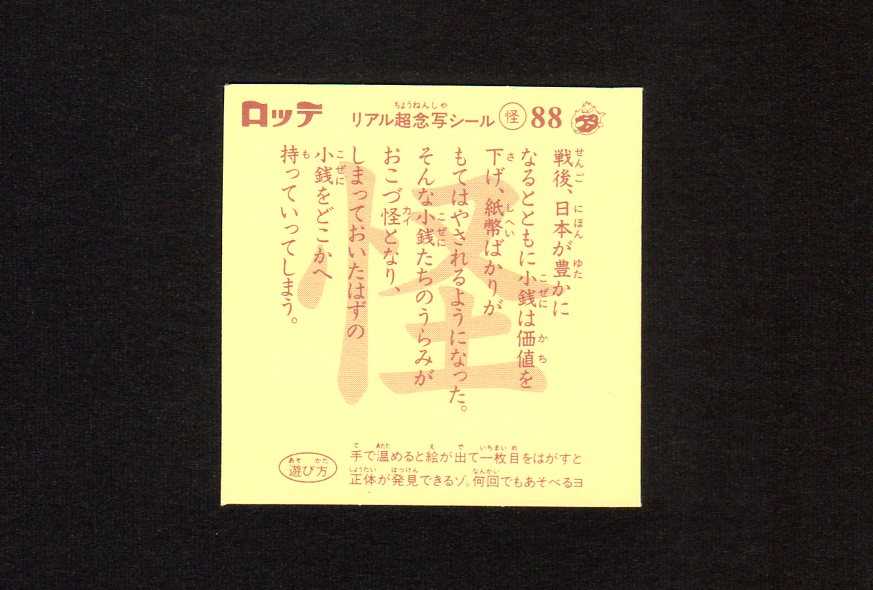 ロッテ リアル超念写シール 怪 88
戦後、日本が豊かに
なるとともに小銭は価値を
下げ、紙幣ばかりが
もてはやされるようになった。
そんな小銭たちのうらみが
おこづ怪となり、
しまっておいたはずの
小銭をどこかへ
持っていってしまう。
怪
遊び方
手で温めると絵が出て一枚目をはがすと
正体が発見できるゾ。何回でもあそべるヨ